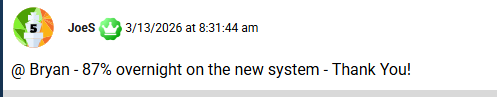 5
JoeS 3/13/2026 at 8:31:44 am
@ Bryan - 87% overnight on the new system - Thank You!